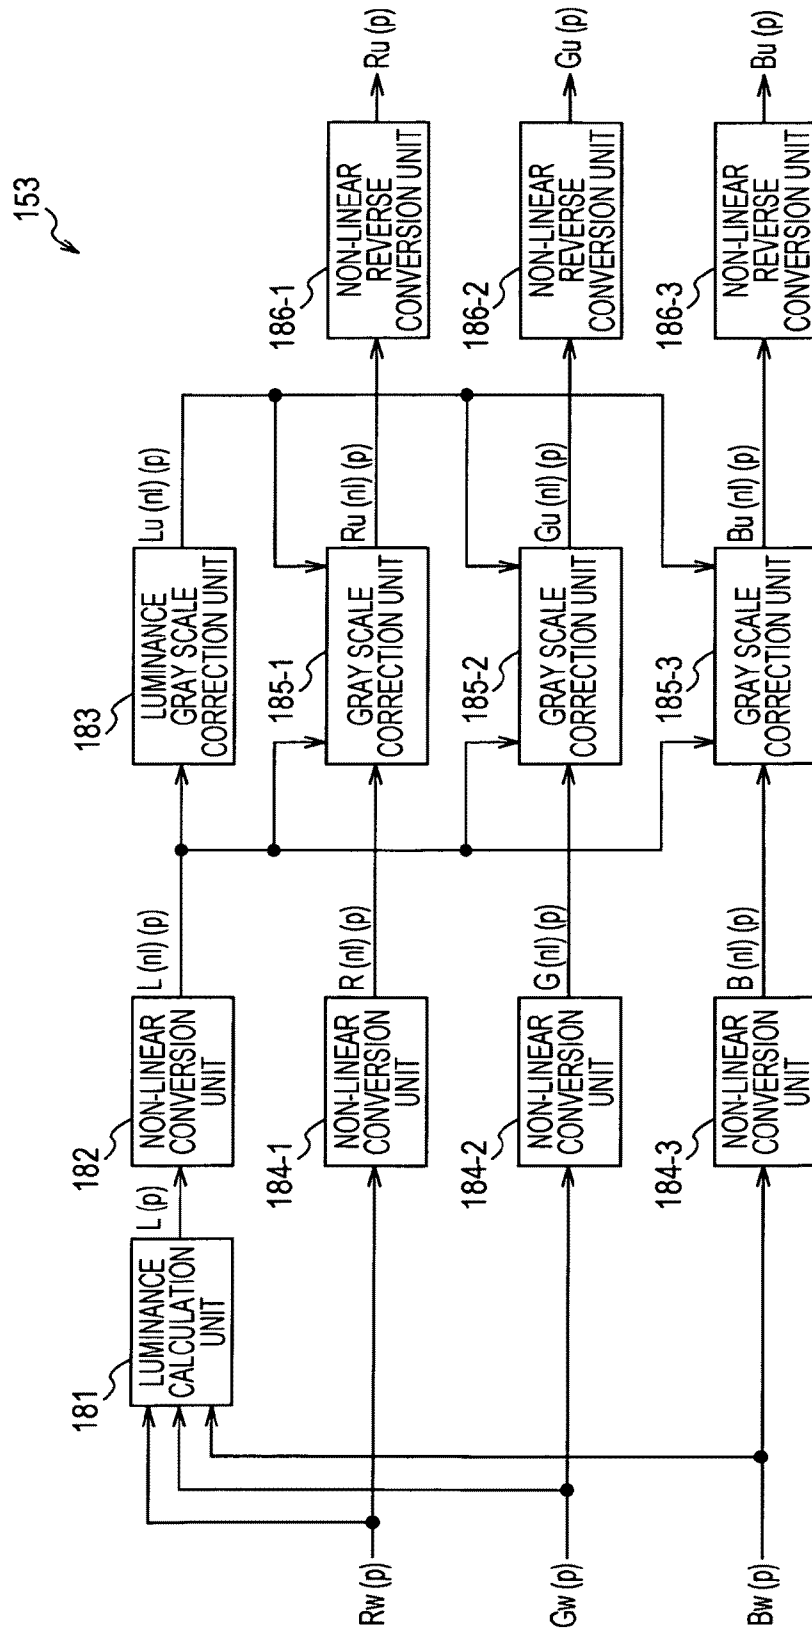 153
181
LUMINANCE
CALCULATION
UNIT
L (p)
182
NON-LINEAR
CONVERSION
UNIT
L (nl) (p)
183
LUMINANCE
GRAY SCALE
CORRECTION UNIT
Lu (nl) (p)
Rw (p)
184-1
NON-LINEAR
CONVERSION
UNIT
R (nl) (p)
185-1
GRAY SCALE
CORRECTION UNIT
Ru (nl) (p)
186-1
NON-LINEAR
REVERSE
CONVERSION UNIT
Ru (p)
Gw (p)
184-2
NON-LINEAR
CONVERSION
UNIT
G (nl) (p)
185-2
GRAY SCALE
CORRECTION UNIT
Gu (nl) (p)
186-2
NON-LINEAR
REVERSE
CONVERSION UNIT
Gu (p)
Bw (p)
184-3
NON-LINEAR
CONVERSION
UNIT
B (nl) (p)
185-3
GRAY SCALE
CORRECTION UNIT
Bu (nl) (p)
186-3
NON-LINEAR
REVERSE
CONVERSION UNIT
Bu (p)